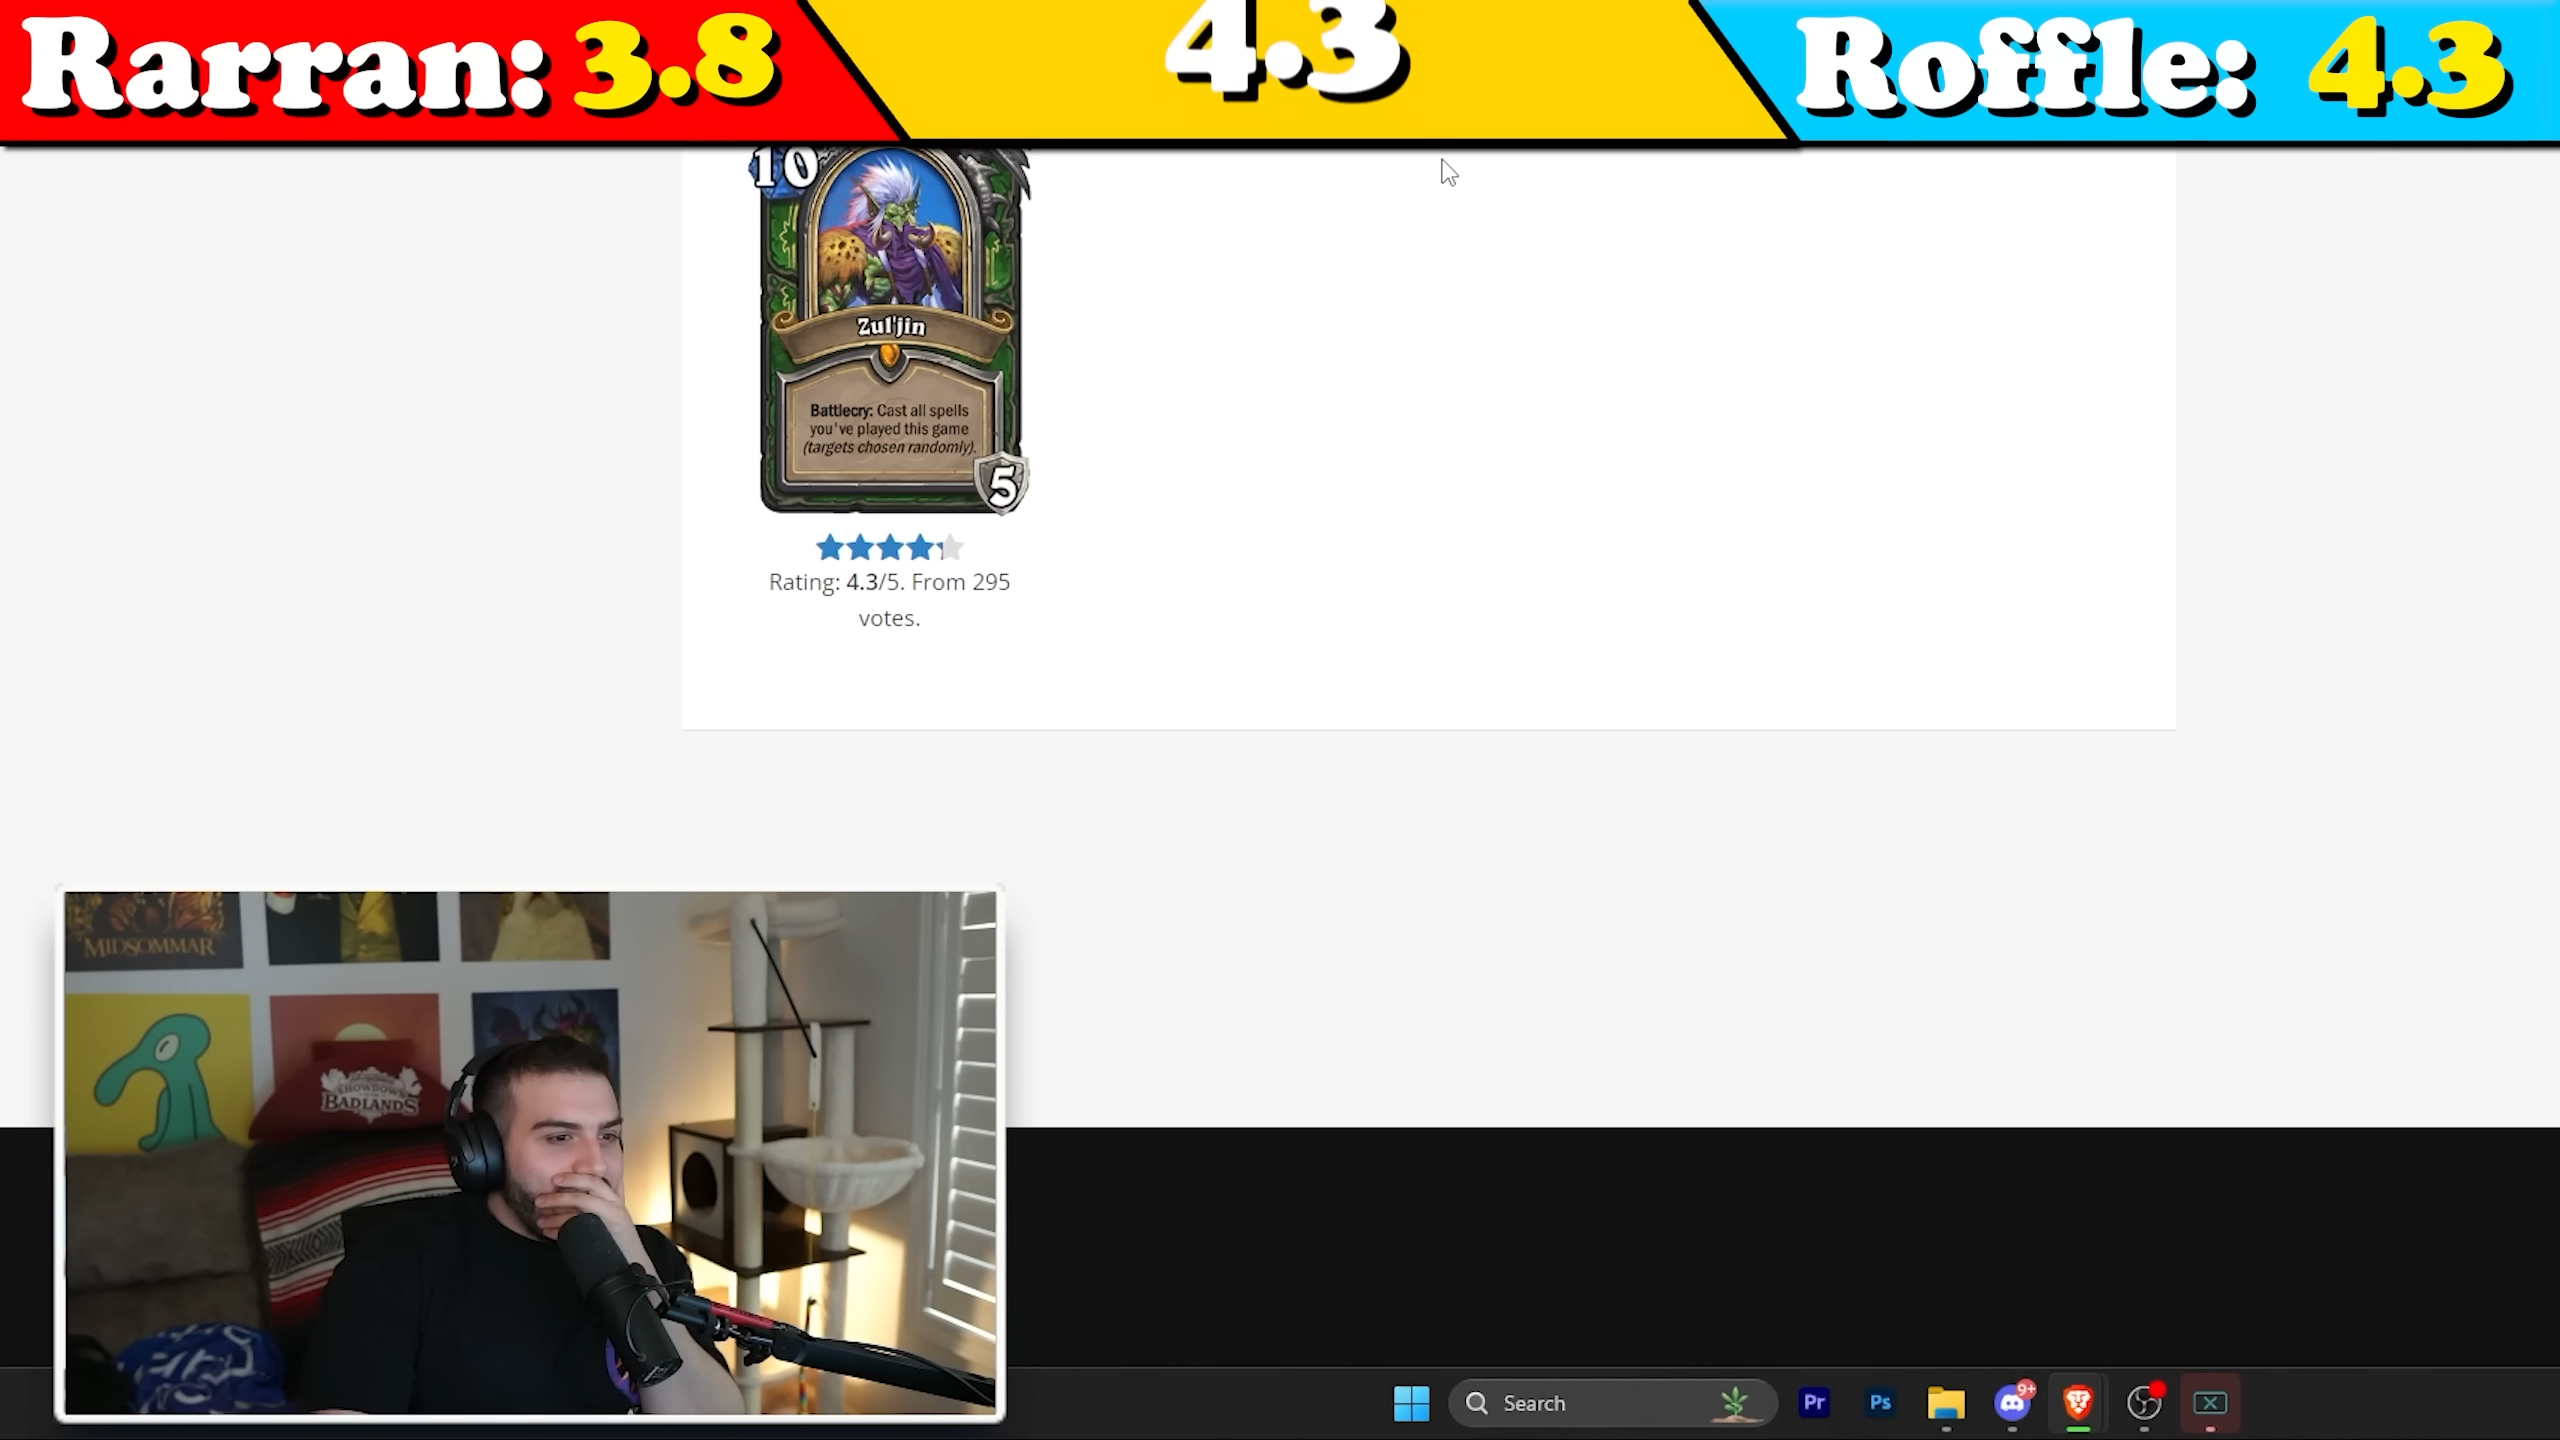 Rarran: 3.8
4.3
Roffle: 4.3
10
Zul'jin
Battlecry: Cast all spells
you've played this game
(targets chosen randomly).
5
Rating: 4.3/5. From 295
votes.
MIDSOMMAR
SHOWDOWN
BADLANDS
Search
Pr
Ps
9+